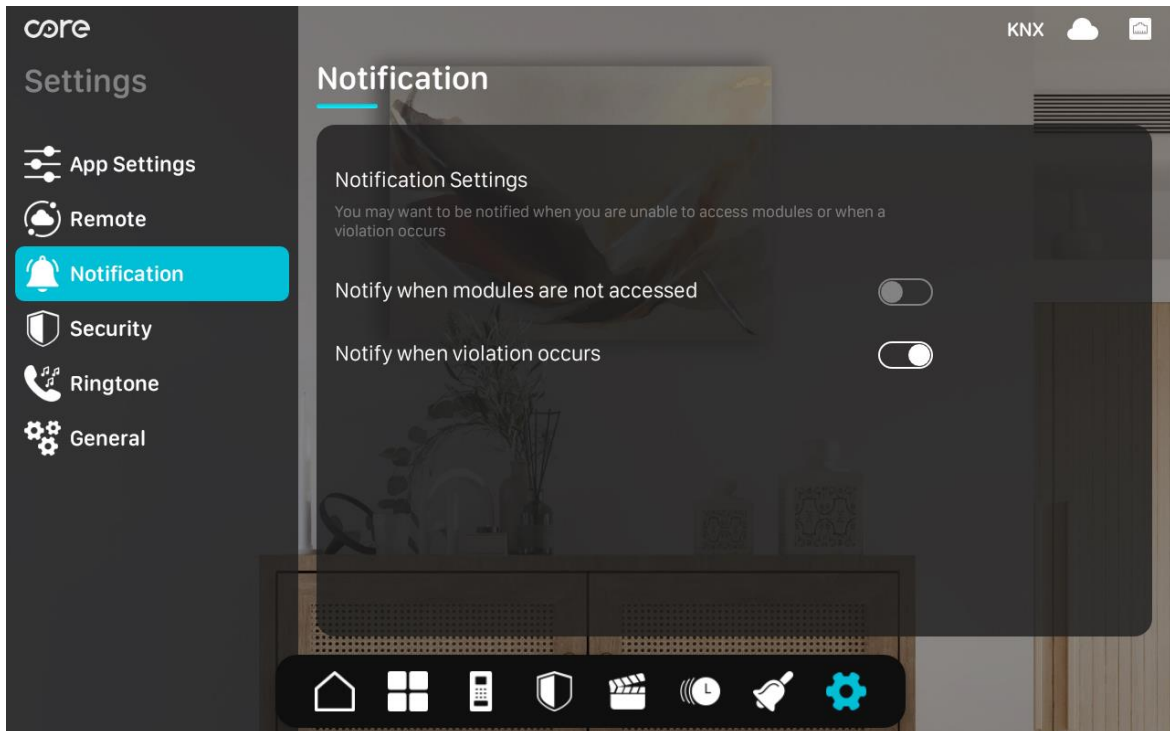 core
KNX
Settings
Notification
App Settings
Remote
Notification
Security
Ringtone
General
Notification Settings
You may want to be notified when you are unable to access modules or when a
violation occurs
Notify when modules are not accessed
Notify when violation occurs